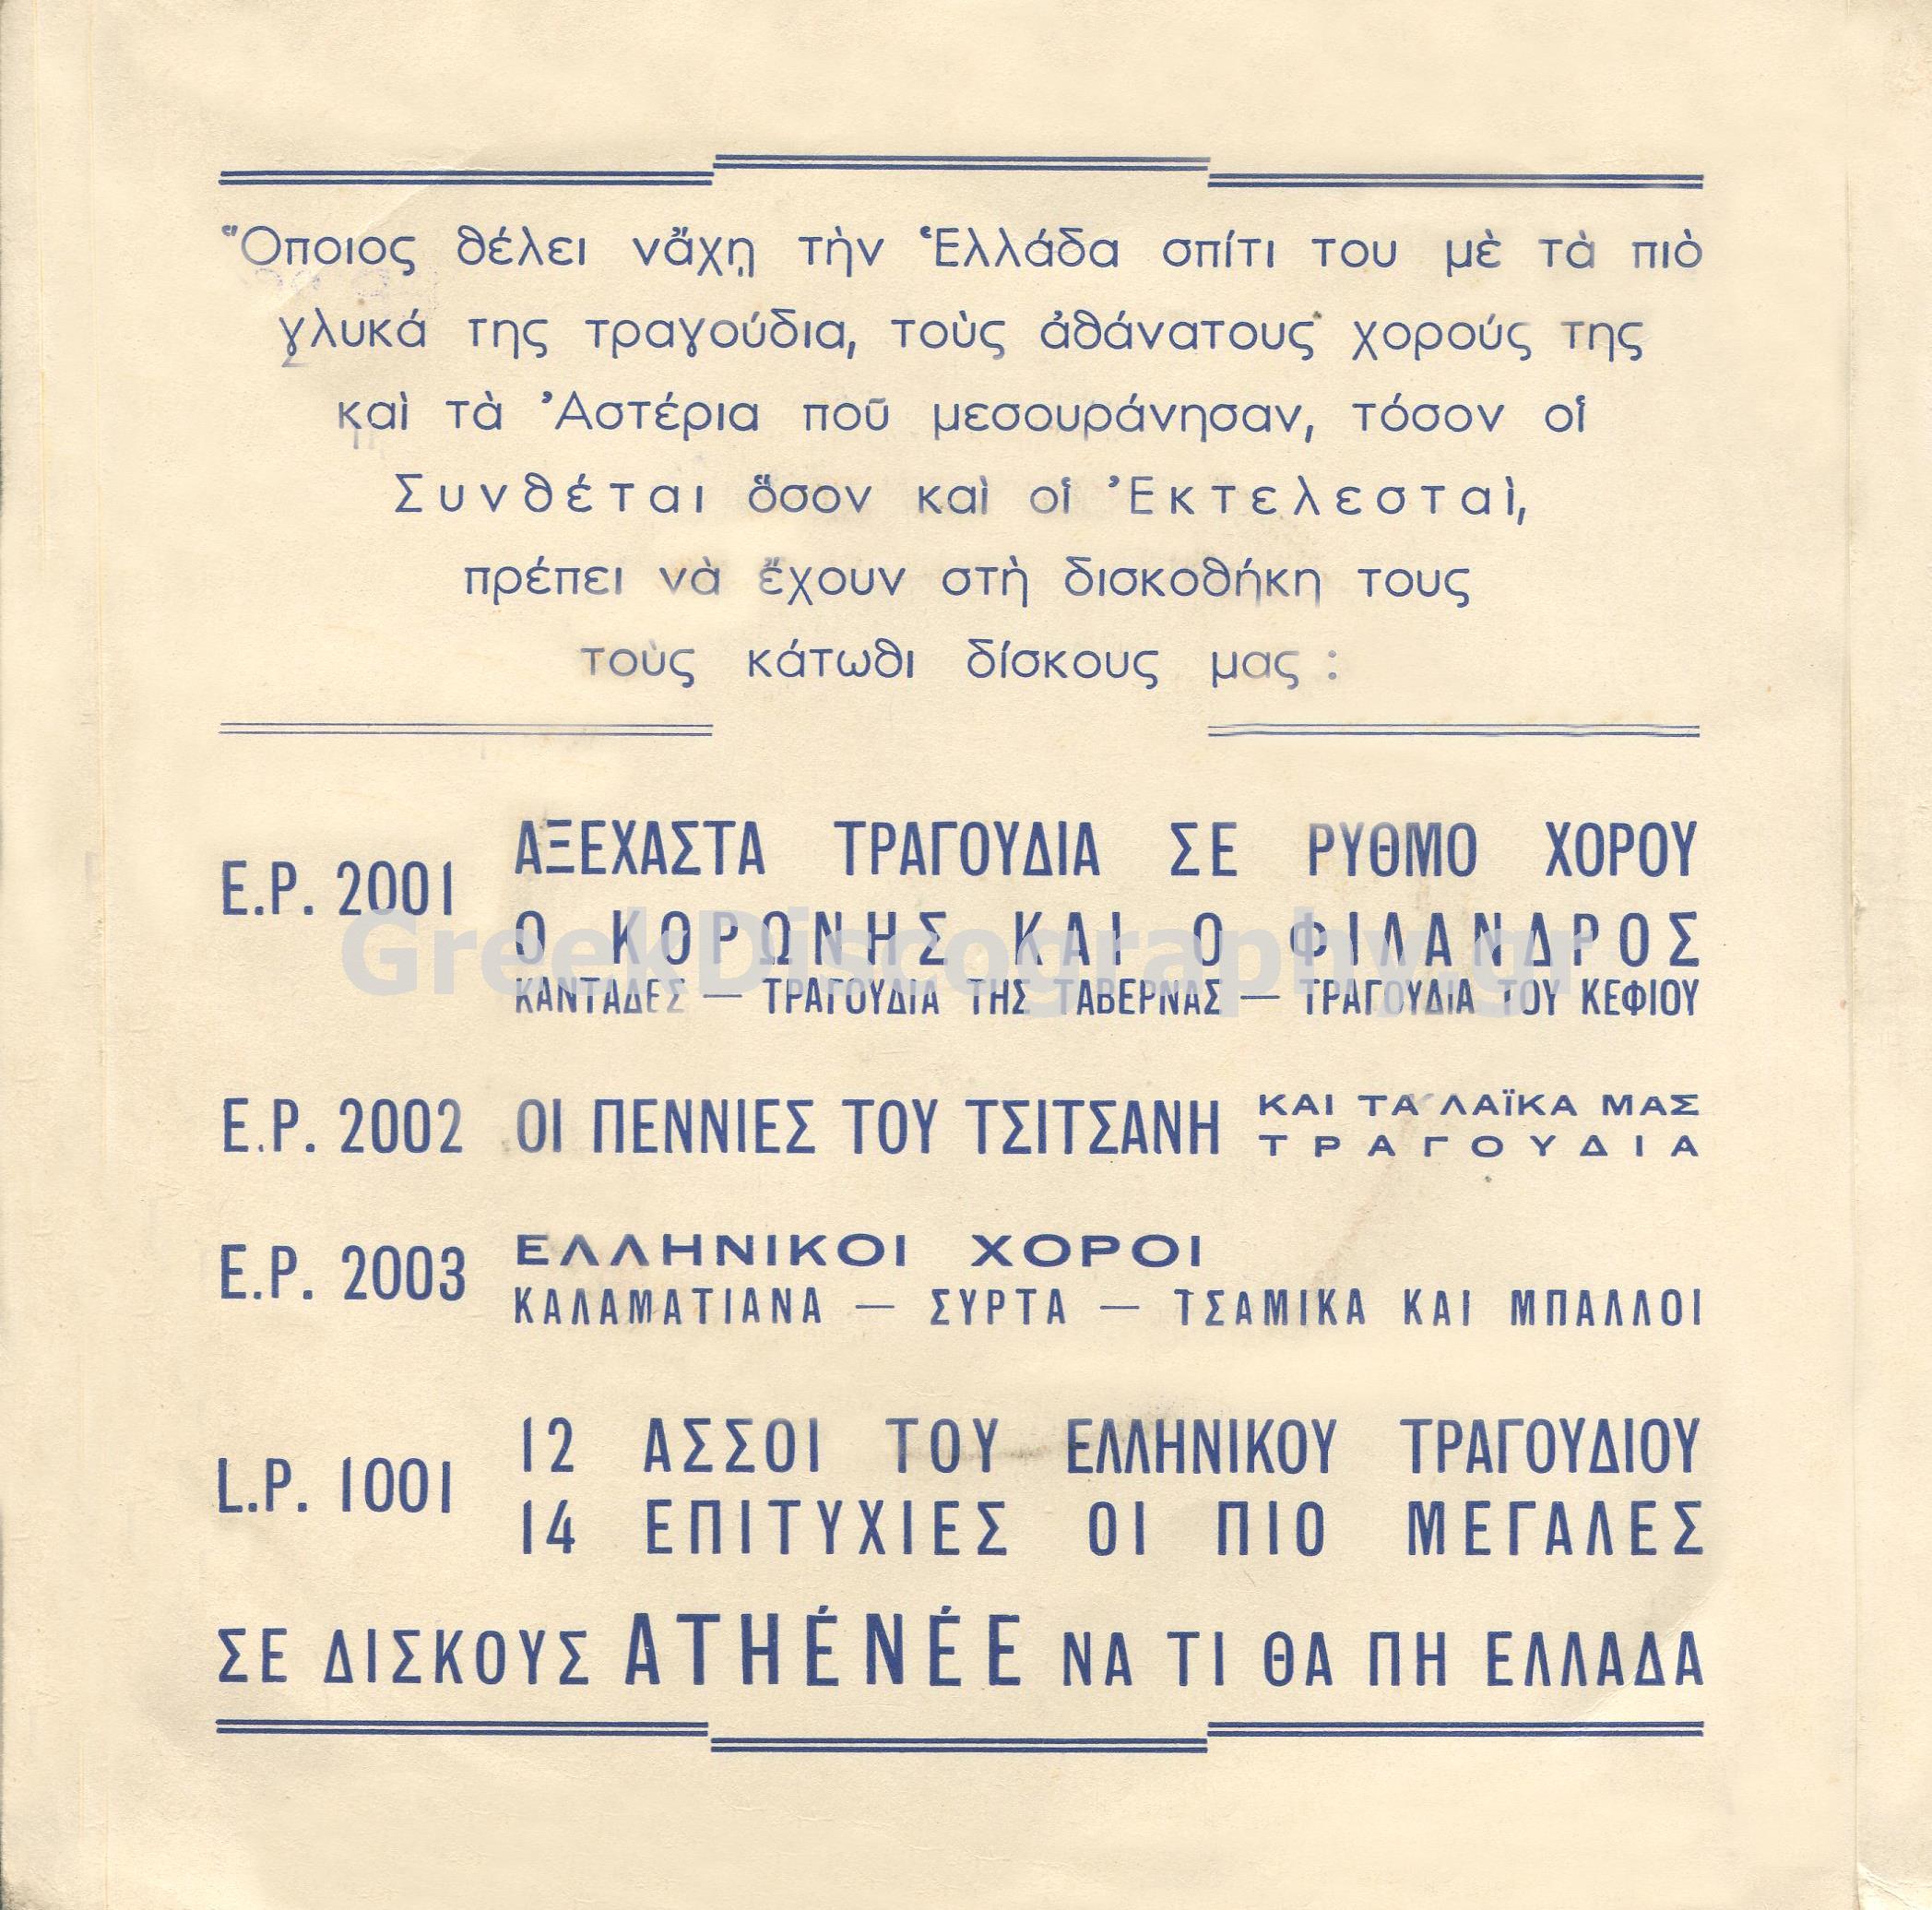 Ὅποιος θέλει νἄχῃ τὴν Ἑλλάδα σπίτι του μὲ τὰ πιὸ
γλυκά της τραγούδια, τοὺς ἀθάνατους χορούς της
καὶ τὰ Ἀστέρια ποῦ μεσουράνησαν, τόσον οἱ
Συνθέται ὅσον καὶ οἱ Ἐκτελεσταὶ,
πρέπει νὰ ἔχουν στὴ δισκοθήκη τους
τοὺς κάτωθι δίσκους μας :
E.P. 2001 ΑΞΕΧΑΣΤΑ ΤΡΑΓΟΥΔΙΑ ΣΕ ΡΥΘΜΟ ΧΟΡΟΥ
Ο ΚΟΡΩΝΗΣ ΚΑΙ Ο ΦΙΛΑΝΔΡΟΣ
GreekDiscography.gr
ΚΑΝΤΑΔΕΣ — ΤΡΑΓΟΥΔΙΑ ΤΗΣ ΤΑΒΕΡΝΑΣ — ΤΡΑΓΟΥΔΙΑ ΤΟΥ ΚΕΦΙΟΥ
E.P. 2002 ΟΙ ΠΕΝΝΙΕΣ ΤΟΥ ΤΣΙΤΣΑΝΗ ΚΑΙ ΤΑ ΛΑΪΚΑ ΜΑΣ
ΤΡΑΓΟΥΔΙΑ
E.P. 2003 ΕΛΛΗΝΙΚΟΙ ΧΟΡΟΙ
ΚΑΛΑΜΑΤΙΑΝΑ — ΣΥΡΤΑ — ΤΣΑΜΙΚΑ ΚΑΙ ΜΠΑΛΛΟΙ
L.P. 1001 12 ΑΣΣΟΙ ΤΟΥ ΕΛΛΗΝΙΚΟΥ ΤΡΑΓΟΥΔΙΟΥ
14 ΕΠΙΤΥΧΙΕΣ ΟΙ ΠΙΟ ΜΕΓΑΛΕΣ
ΣΕ ΔΙΣΚΟΥΣ ATHÉNÉE ΝΑ ΤΙ ΘΑ ΠΗ ΕΛΛΑΔΑ